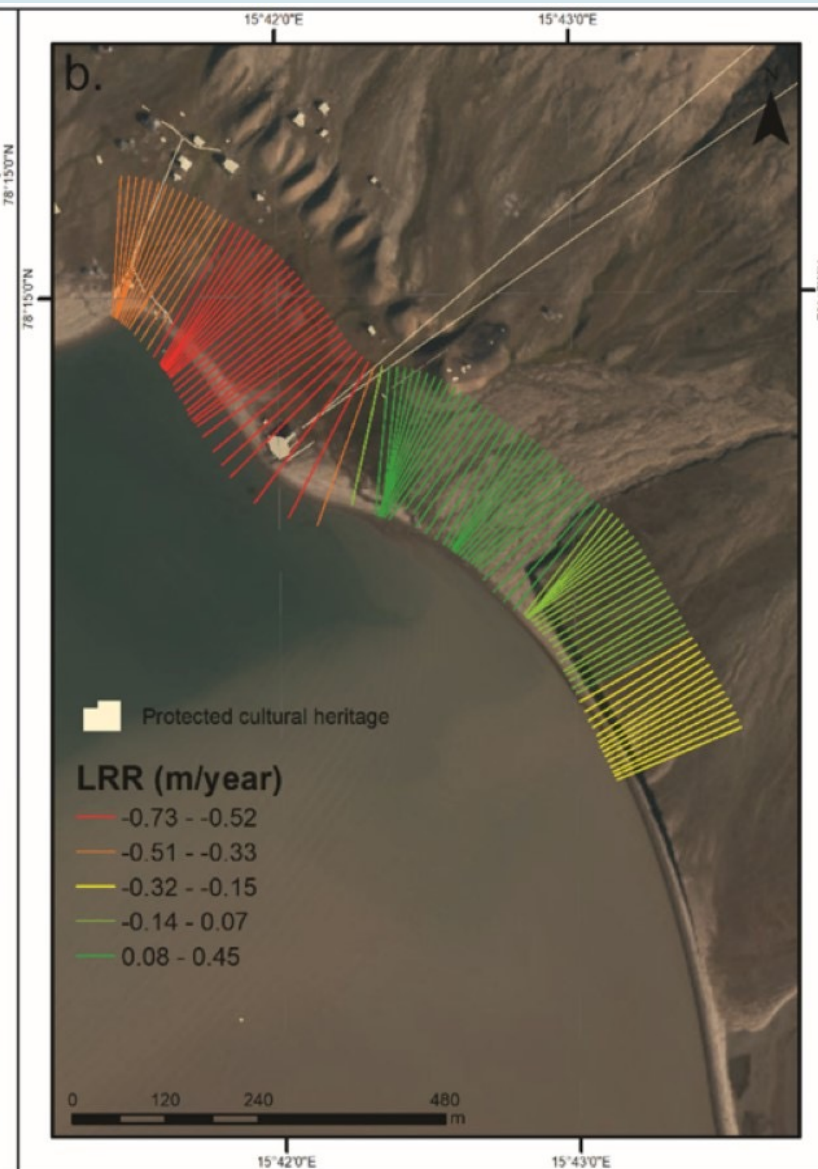 15°42'0"E 15°43'0"E
b.
N
78°15'0"N
78°15'0"N
Protected cultural heritage
LRR (m/year)
-0.73 - -0.52
-0.51 - -0.33
-0.32 - -0.15
-0.14 - 0.07
0.08 - 0.45
0 120 240 480
m
15°42'0"E 15°43'0"E